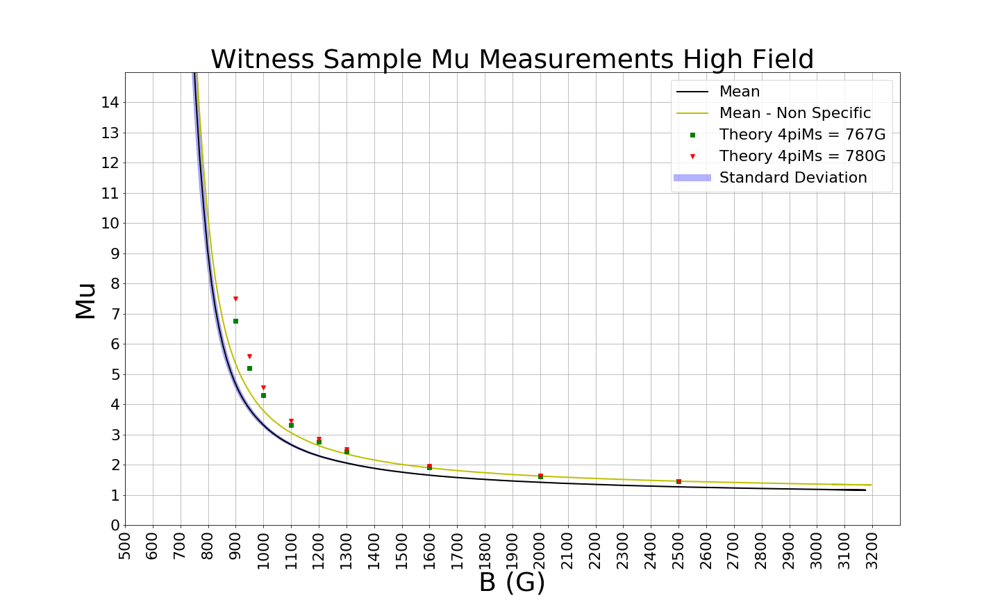 Witness Sample Mu Measurements High Field
Mean
Mean - Non Specific
Theory 4piMs = 767G
Theory 4piMs = 780G
Standard Deviation
14
13
12
11
10
9
8
7
6
5
4
3
2
1
0
Mu
500 600 700 800 900 1000 1100 1200 1300 1400 1500 1600 1700 1800 1900 2000 2100 2200 2300 2400 2500 2600 2700 2800 2900 3000 3100 3200
B (G)